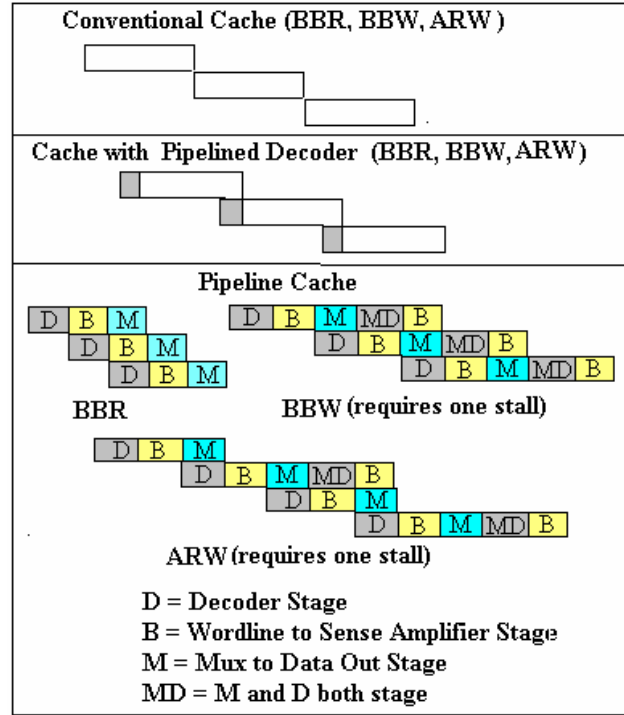 Conventional Cache (BBR, BBW, ARW )
Cache with Pipelined Decoder (BBR, BBW, ARW)
Pipeline Cache
D B M
D B M MD B
D B M
D B M MD B
D B M
D B M MD B
BBR
BBW (requires one stall)
D B M
D B M MD B
D B M
D B M MD B
ARW (requires one stall)
D = Decoder Stage
B = Wordline to Sense Amplifier Stage
M = Mux to Data Out Stage
MD = M and D both stage